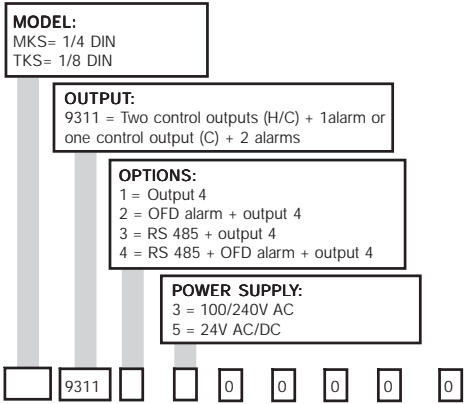 MODEL:
MKS= 1/4 DIN
TKS= 1/8 DIN
OUTPUT:
9311 = Two control outputs (H/C) + 1alarm or
one control output (C) + 2 alarms
OPTIONS:
1 = Output 4
2 = OFD alarm + output 4
3 = RS 485 + output 4
4 = RS 485 + OFD alarm + output 4
POWER SUPPLY:
3 = 100/240V AC
5 = 24V AC/DC
9311 0 0 0 0 0